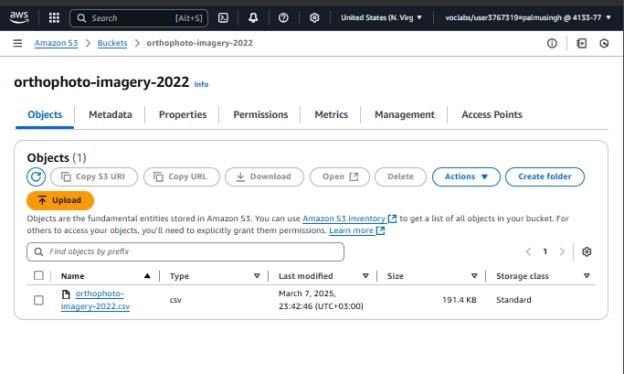 aws
Search [Alt+S]
United States (N. Virg
voclabs/user3767319=palmusingh @ 4133-77
Amazon S3 > Buckets > orthophoto-imagery-2022
orthophoto-imagery-2022 Info
Objects Metadata Properties Permissions Metrics Management Access Points
Objects (1)
Copy S3 URI Copy URL Download Open Delete Actions Create folder
Upload
Objects are the fundamental entities stored in Amazon S3. You can use Amazon S3 inventory to get a list of all objects in your bucket. For
others to access your objects, you'll need to explicitly grant them permissions. Learn more
Find objects by prefix
1
Name Type Last modified Size Storage class
orthophoto-
imagery-2022.csv
csv
March 7, 2025,
23:42:46 (UTC+03:00)
191.4 KB
Standard